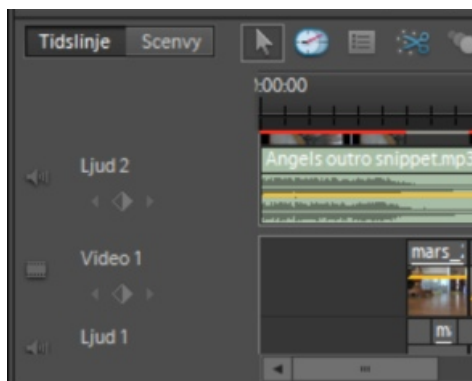 Tidslinje Scenvy
:00:00
Ljud 2
Angels outro snippet.mp3
Video 1
mars_
Ljud 1